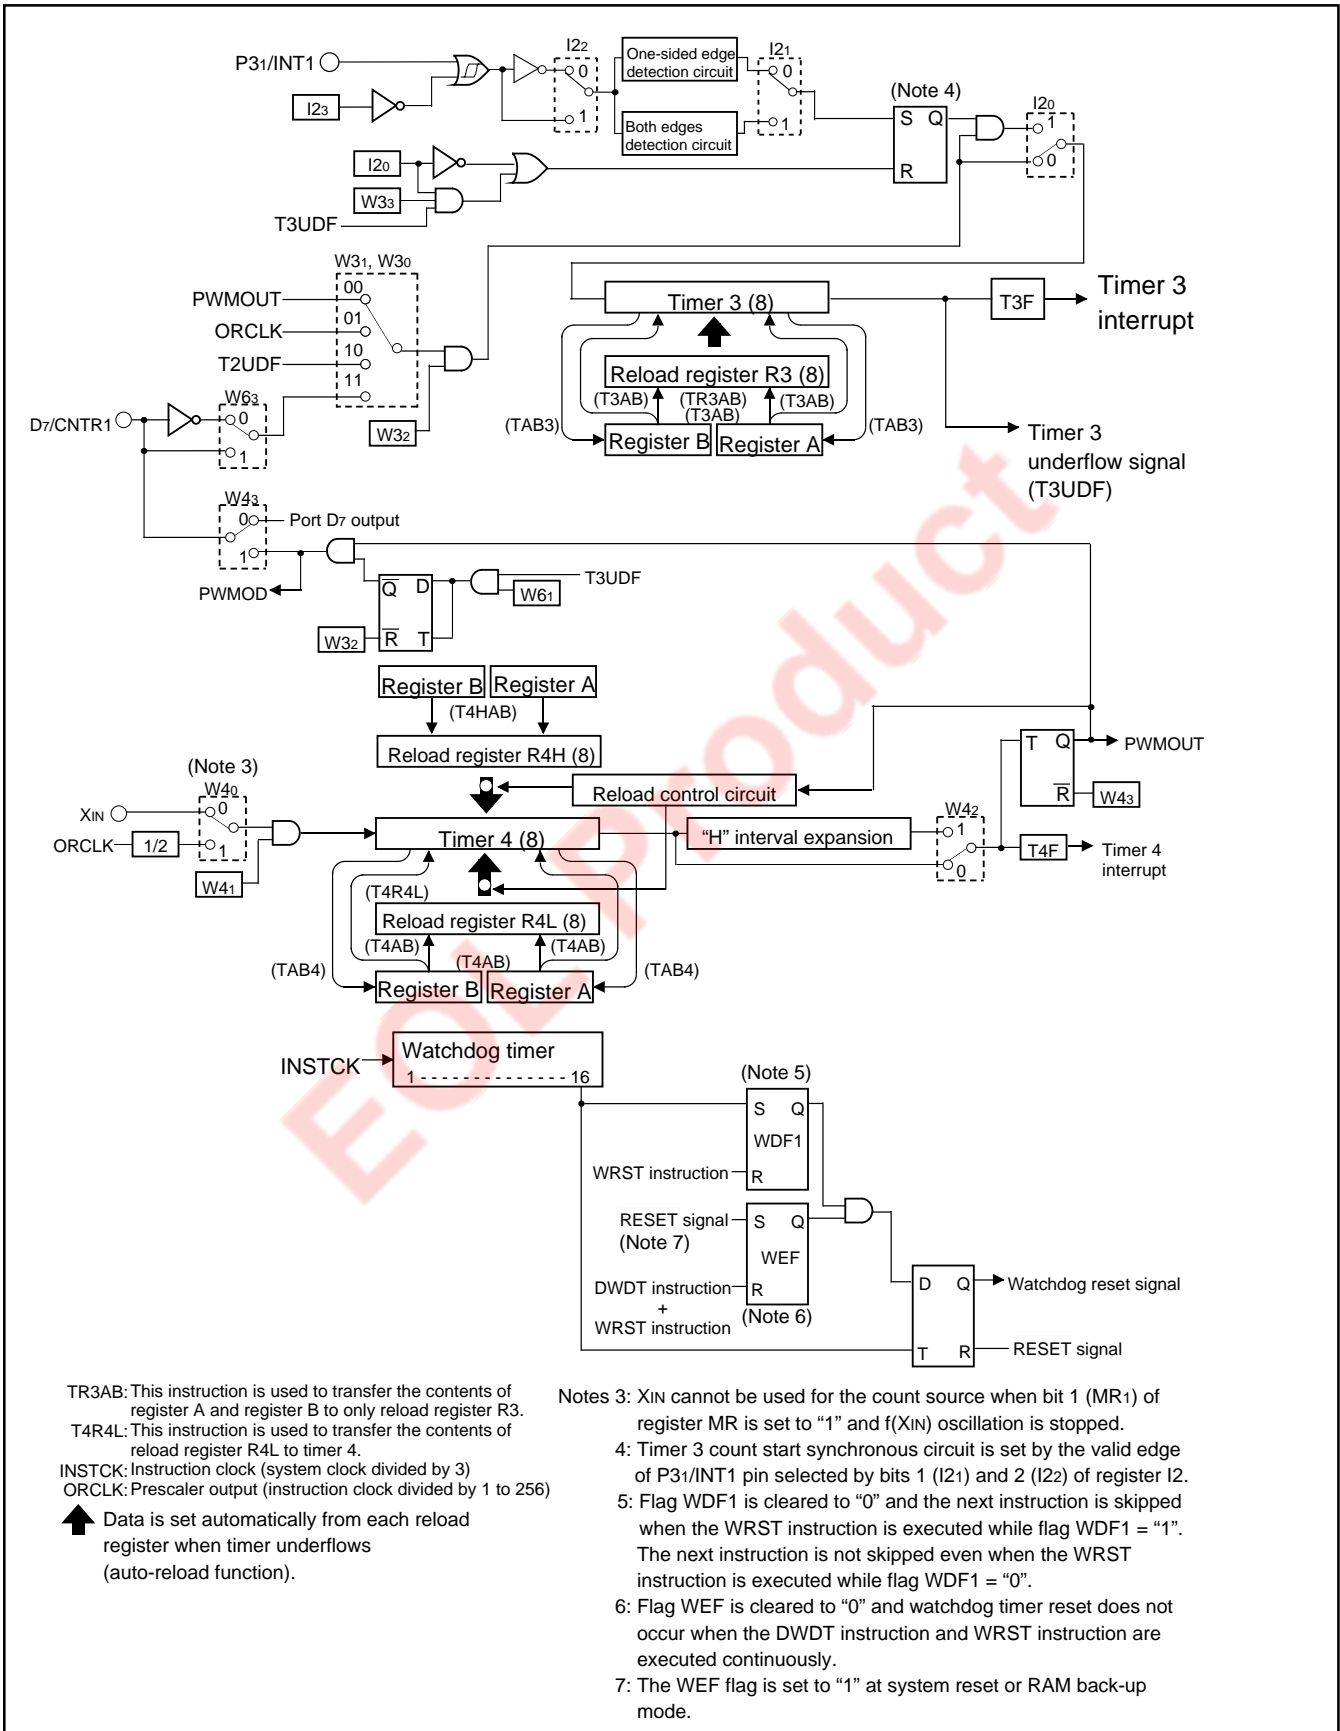 P31/INT1
I22
0
1
One-sided edge
detection circuit
Both edges
detection circuit
I21
0
1
(Note 4)
S Q
R
I20
1
0
I23
I20
W33
T3UDF
W31, W30
PWMOUT
00
ORCLK
01
T2UDF
10
11
W32
D7/CNTR1
W63
0
1
Timer 3 (8)
T3F
Timer 3
interrupt
Reload register R3 (8)
(T3AB)
(TR3AB)
(T3AB)
(T3AB)
(TAB3)
Register B
Register A
(TAB3)
Timer 3
underflow signal
(T3UDF)
W43
0
Port D7 output
1
PWMOD
Q D
R T
W32
T3UDF
W61
Register B
Register A
(T4HAB)
Reload register R4H (8)
Reload control circuit
T Q
R
PWMOUT
W43
(Note 3)
W40
XIN
0
ORCLK
1/2
1
W41
Timer 4 (8)
“H” interval expansion
W42
1
0
T4F
Timer 4
interrupt
(T4R4L)
Reload register R4L (8)
(T4AB)
(T4AB)
(T4AB)
(TAB4)
Register B
Register A
(TAB4)
INSTCK
Watchdog timer
1 - - - - - - - - - - - - - 16
(Note 5)
S Q
WDF1
R
WRST instruction
RESET signal
(Note 7)
S Q
WEF
R
DWDT instruction
+
WRST instruction
(Note 6)
D Q
T R
Watchdog reset signal
RESET signal
TR3AB: This instruction is used to transfer the contents of
register A and register B to only reload register R3.
T4R4L: This instruction is used to transfer the contents of
reload register R4L to timer 4.
INSTCK: Instruction clock (system clock divided by 3)
ORCLK: Prescaler output (instruction clock divided by 1 to 256)
Data is set automatically from each reload
register when timer underflows
(auto-reload function).
Notes 3: XIN cannot be used for the count source when bit 1 (MR1) of
register MR is set to “1” and f(XIN) oscillation is stopped.
4: Timer 3 count start synchronous circuit is set by the valid edge
of P31/INT1 pin selected by bits 1 (I21) and 2 (I22) of register I2.
5: Flag WDF1 is cleared to “0” and the next instruction is skipped
when the WRST instruction is executed while flag WDF1 = “1”.
The next instruction is not skipped even when the WRST
instruction is executed while flag WDF1 = “0”.
6: Flag WEF is cleared to “0” and watchdog timer reset does not
occur when the DWDT instruction and WRST instruction are
executed continuously.
7: The WEF flag is set to “1” at system reset or RAM back-up
mode.
EOL Product